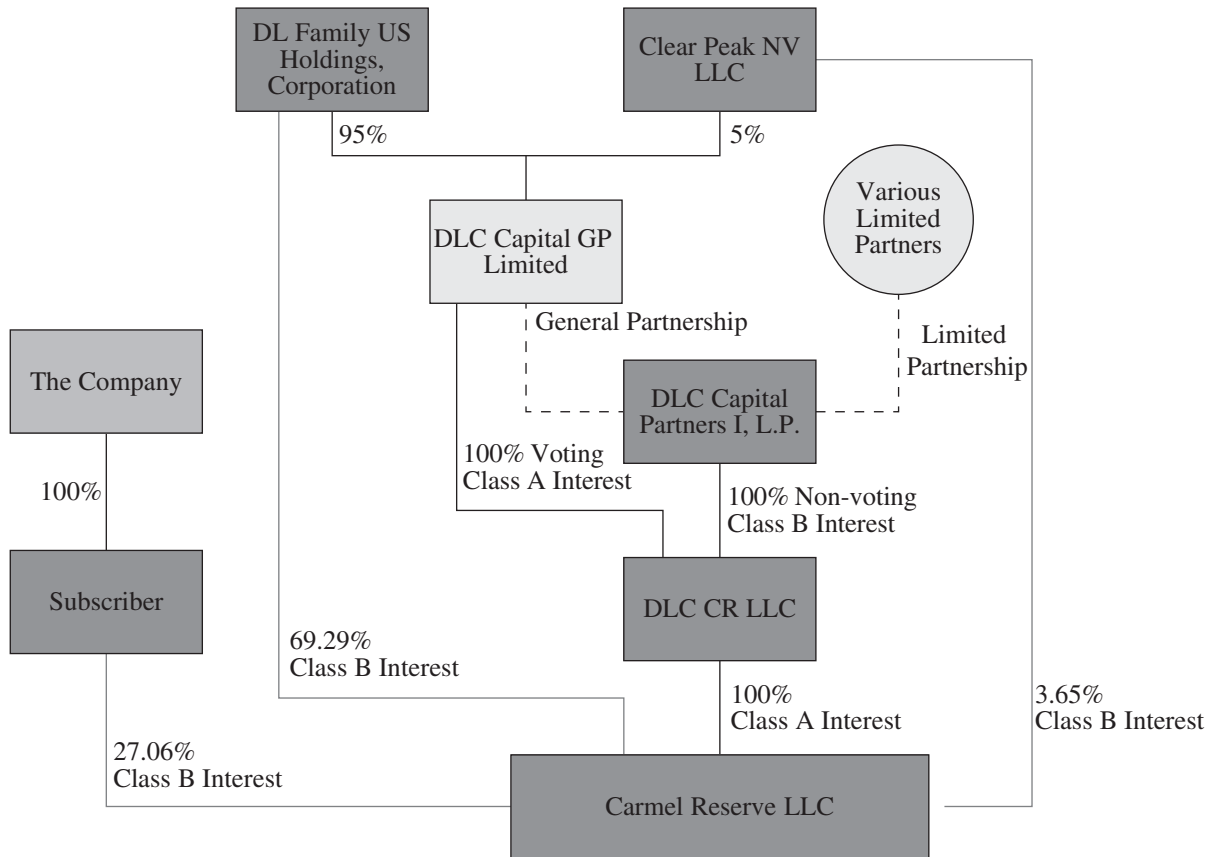 DL Family US
Holdings,
Corporation
Clear Peak NV
LLC
95%
5%
Various
Limited
Partners
DLC Capital GP
Limited
General Partnership
Limited
Partnership
The Company
DLC Capital
Partners I, L.P.
100% Voting
Class A Interest
100%
100% Non-voting
Class B Interest
Subscriber
DLC CR LLC
69.29%
Class B Interest
100%
Class A Interest
3.65%
Class B Interest
27.06%
Class B Interest
Carmel Reserve LLC